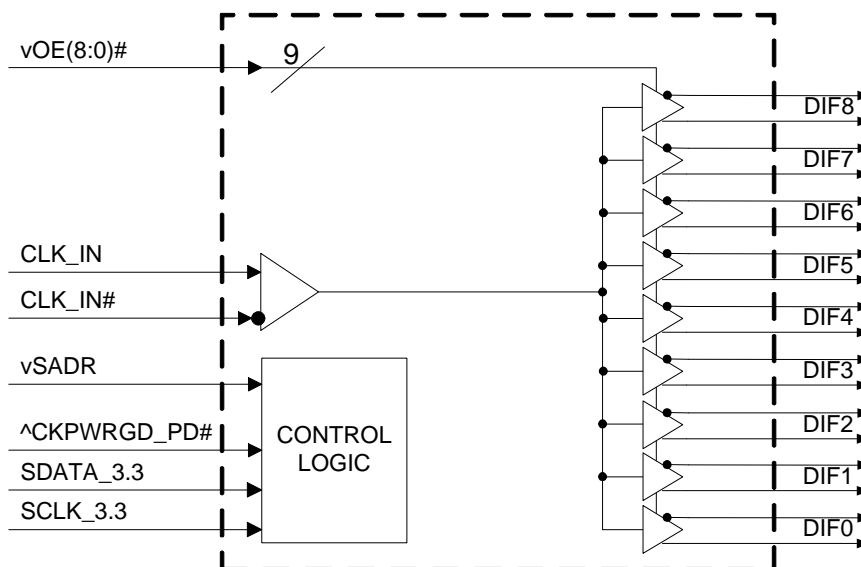 vOE(8:0)#
9
DIF8
DIF7
DIF6
CLK_IN
DIF5
CLK_IN#
DIF4
vSADR
DIF3
^CKPWRGD_PD#
CONTROL
LOGIC
DIF2
SDATA_3.3
DIF1
SCLK_3.3
DIF0